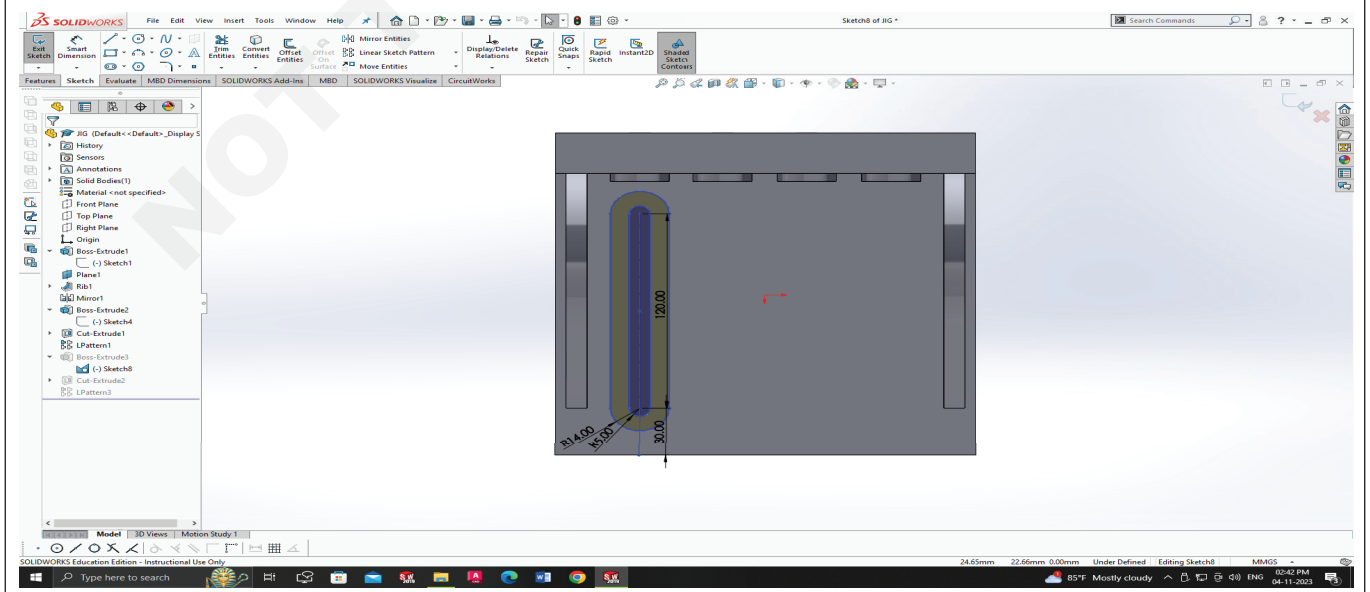 SOLIDWORKS File Edit View Insert Tools Window Help Sketch8 of JIG * Search Commands
Exit Sketch Smart Dimension Trim Entities Convert Entities Offset Entities Offset On Surface Mirror Entities Linear Sketch Pattern Move Entities Display/Delete Relations Repair Sketch Quick Snaps Rapid Sketch Instant2D Shaded Sketch Contours
Features Sketch Evaluate MBD Dimensions SOLIDWORKS Add-Ins MBD SOLIDWORKS Visualize CircuitWorks
JIG (Default<<Default>_Display S
History
Sensors
Annotations
Solid Bodies(1)
Material <not specified>
Front Plane
Top Plane
Right Plane
Origin
Boss-Extrude1
(-) Sketch1
Plane1
Rib1
Mirror1
Boss-Extrude2
(-) Sketch4
Cut-Extrude1
LPattern1
Boss-Extrude3
(-) Sketch8
Cut-Extrude2
LPattern3
NOT
120.00
30.00
R14.00
R5.00
Model 3D Views Motion Study 1
SOLIDWORKS Education Edition - Instructional Use Only 24.65mm 22.66mm 0.00mm Under Defined Editing Sketch8 MMGS
Type here to search 85°F Mostly cloudy ENG 02:42 PM
04-11-2023